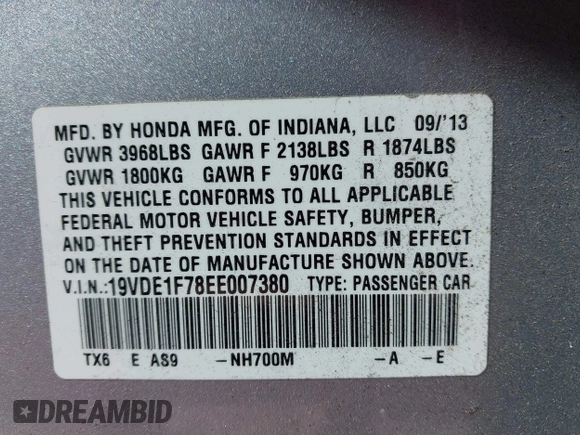 MFD. BY HONDA MFG. OF INDIANA, LLC 09/'13
GVWR 3968LBS GAWR F 2138LBS R 1874LBS
GVWR 1800KG GAWR F 970KG R 850KG
THIS VEHICLE CONFORMS TO ALL APPLICABLE
FEDERAL MOTOR VEHICLE SAFETY, BUMPER,
AND THEFT PREVENTION STANDARDS IN EFFECT
ON THE DATE OF MANUFACTURE SHOWN ABOVE.
V.I.N.:19VDE1F78EE007380 TYPE: PASSENGER CAR
TX6 E AS9 -NH700M -A -E
DREAMBID